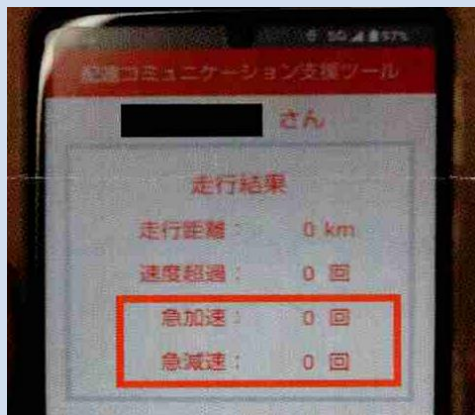 5G 97%
配達コミュニケーション支援ツール
さん
走行結果
走行距離： 0 km
速度超過： 0 回
急加速： 0 回
急減速： 0 回